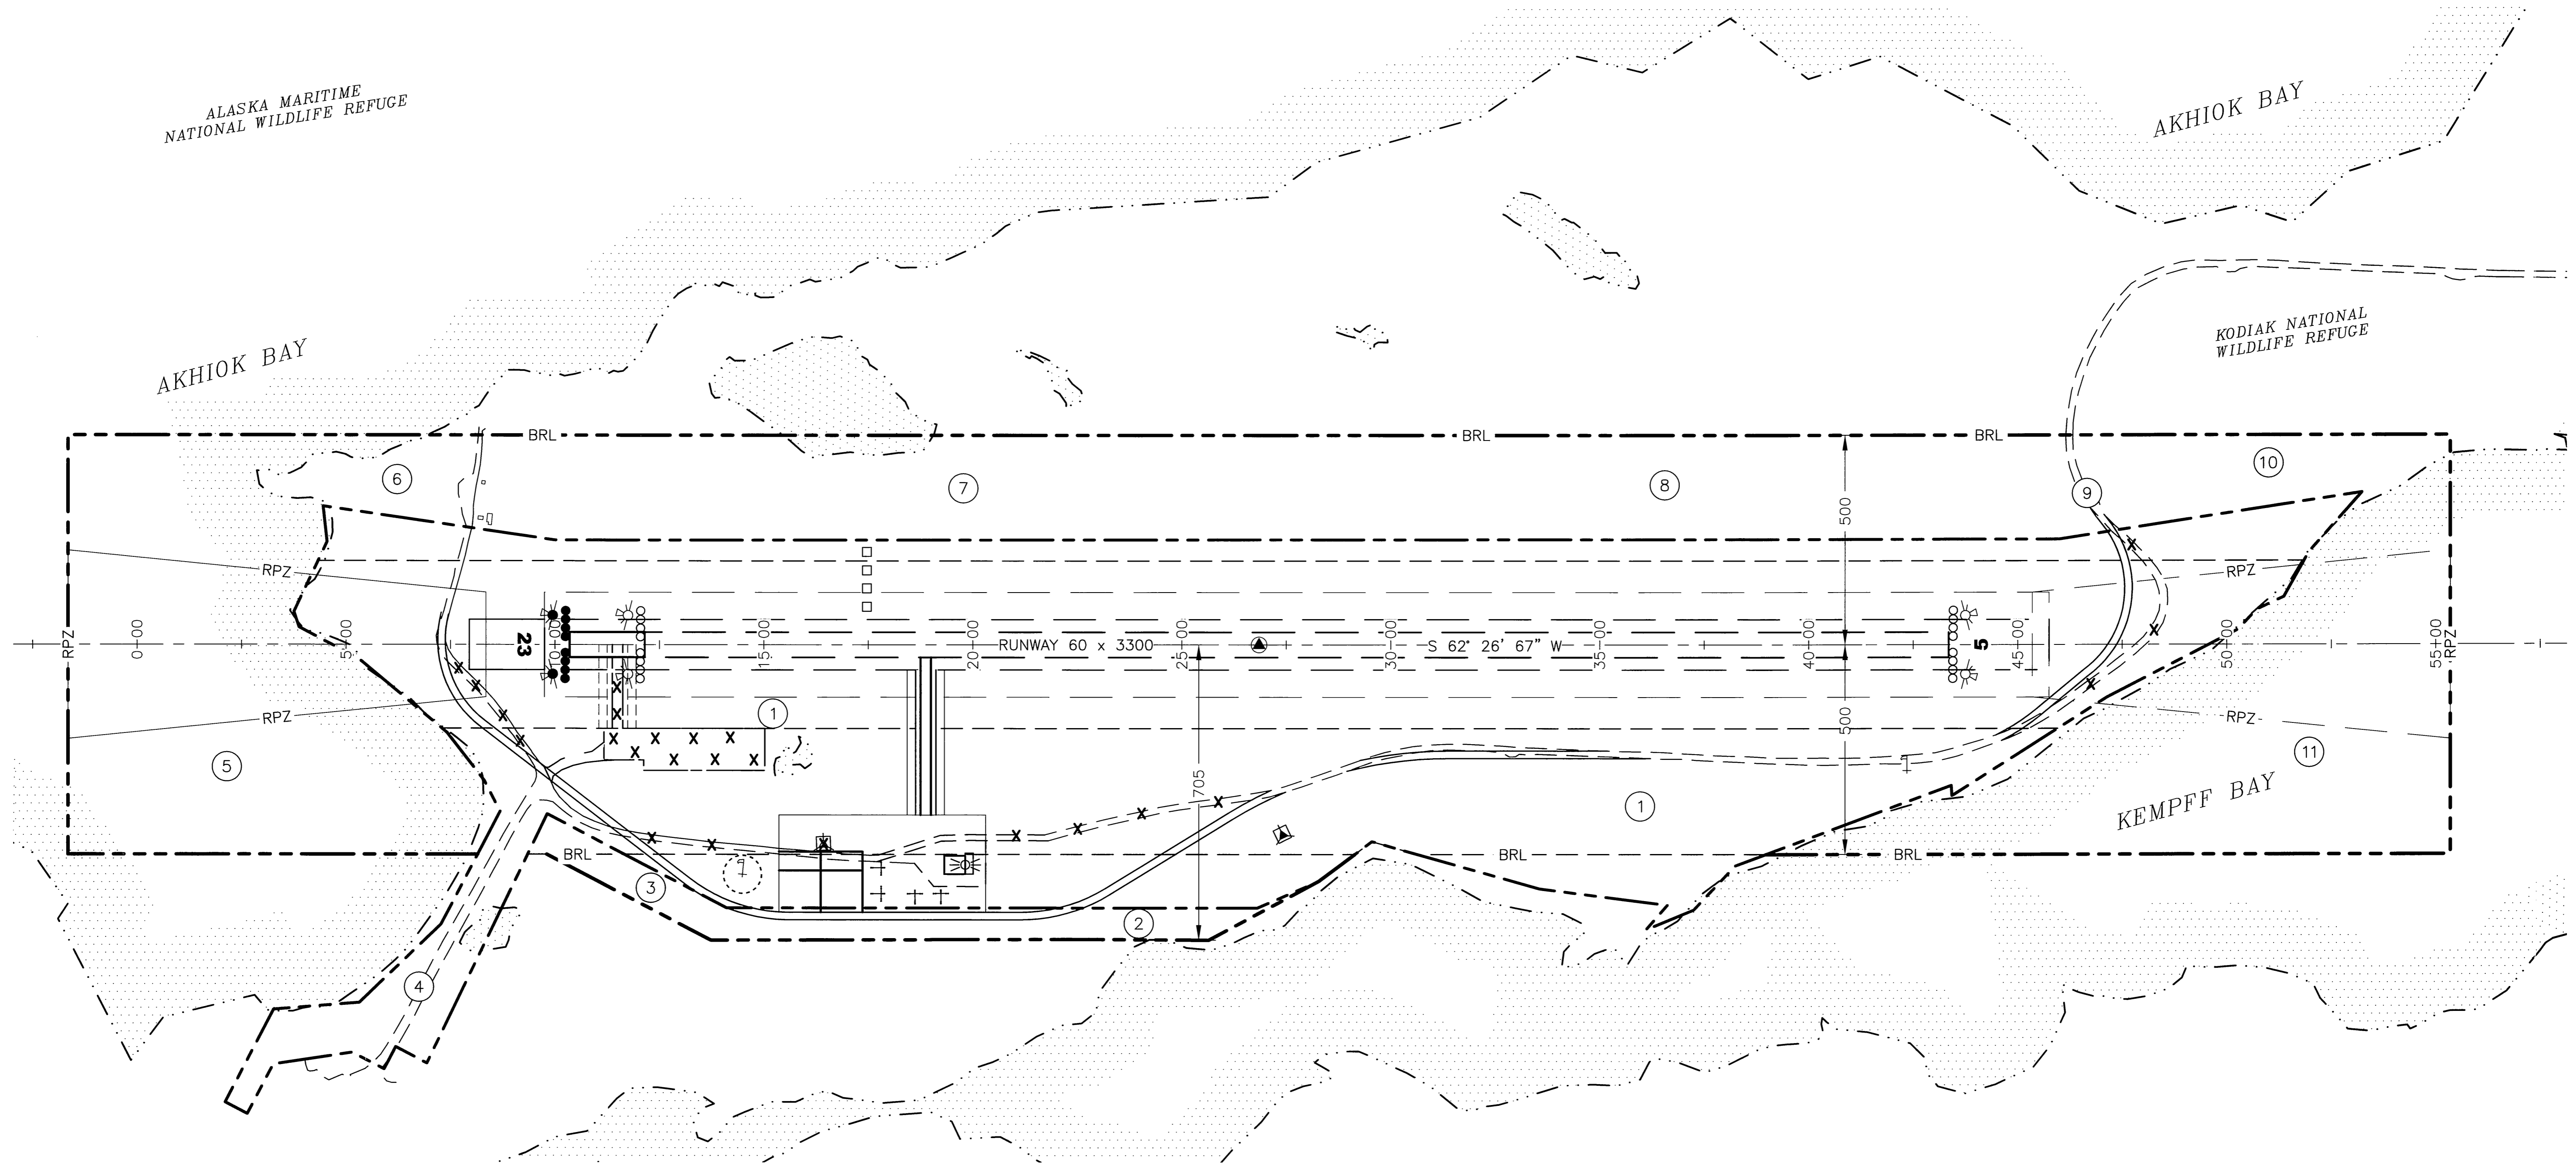 ALASKA MARITIME
NATIONAL WILDLIFE REFUGE
AKHIOK BAY
KODIAK NATIONAL
WILDLIFE REFUGE
AKHIOK BAY
BRL
BRL
BRL
6
7
8
9
10
500
RPZ
RPZ
RPZ
0+00
5+00
23
10+00
15+00
20+00
RUNWAY 60 x 3300
25+00
30+00
S 62° 26' 67" W
35+00
40+00
5
45+00
50+00
55+00
RPZ
RPZ
RPZ
1
500
5
705
1
11
KEMPFF BAY
BRL
BRL
BRL
3
2
4